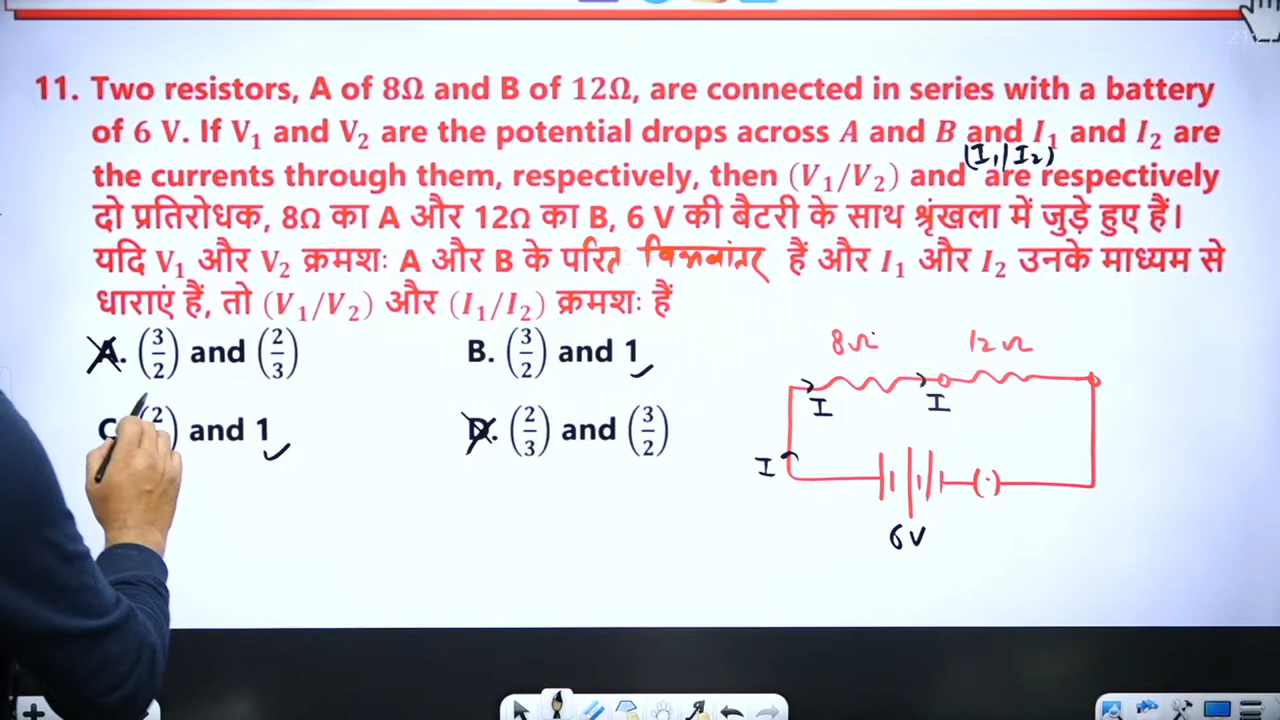 11. Two resistors, A of 8Ω and B of 12Ω, are connected in series with a battery
of 6 V. If V₁ and V₂ are the potential drops across A and B and I₁ and I₂ are
(I₁/I₂)
the currents through them, respectively, then (V₁/V₂) and are respectively
दो प्रतिरोधक, 8Ω का A और 12Ω का B, 6 V की बैटरी के साथ श्रृंखला में जुड़े हुए हैं।
यदि V₁ और V₂ क्रमशः A और B के परित विभवांतर हैं और I₁ और I₂ उनके माध्यम से
धाराएं हैं, तो (V₁/V₂) और (I₁/I₂) क्रमशः हैं
A. (3/2) and (2/3) B. (3/2) and 1
C. and 1 D. (2/3) and (3/2)
8Ω 12Ω
I I
I
6V